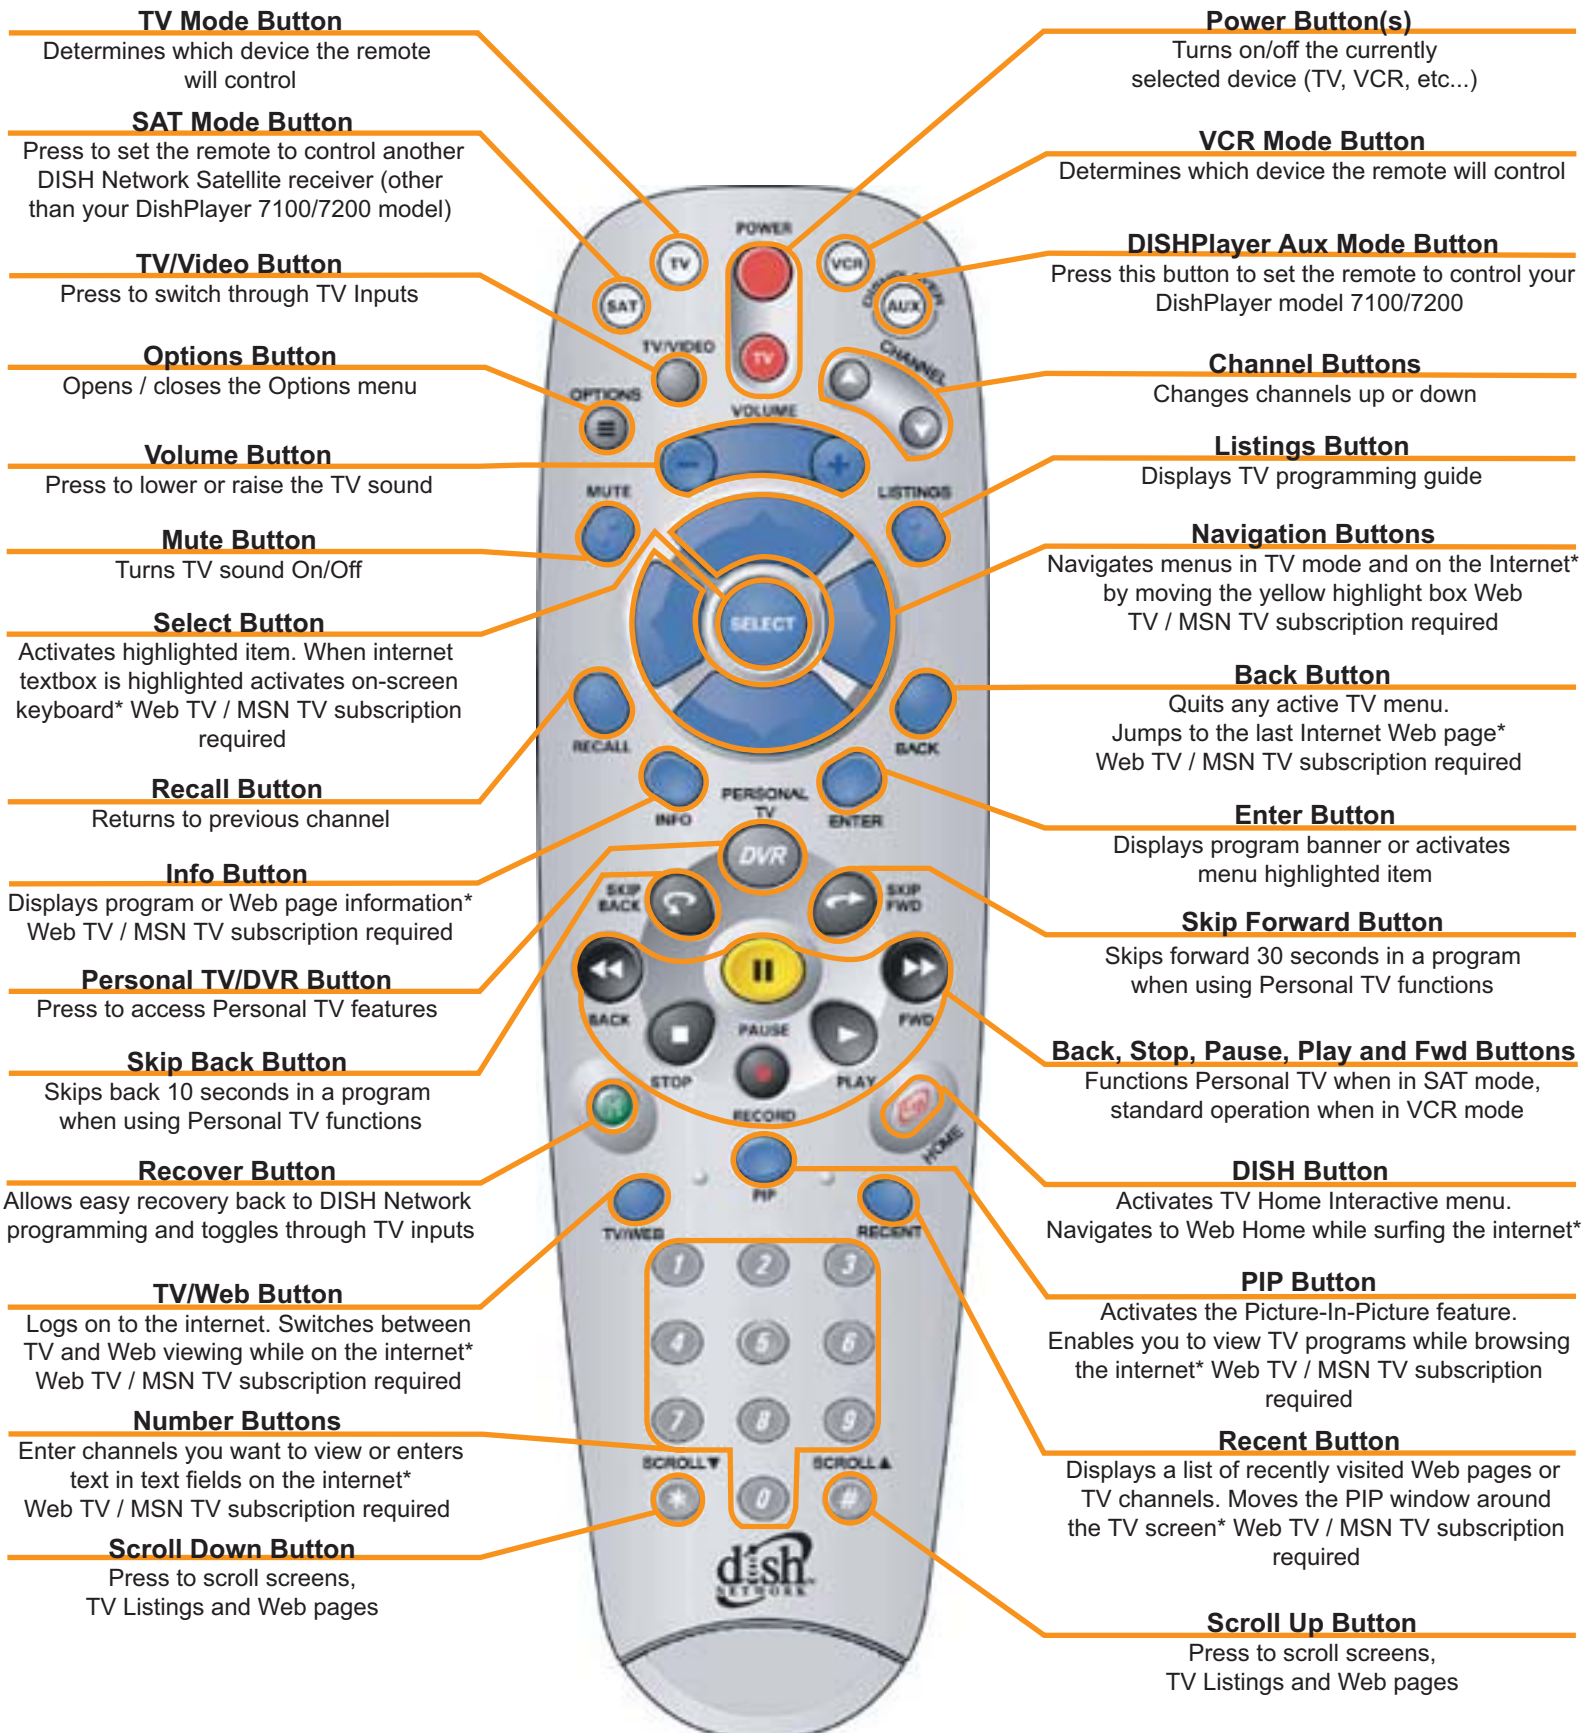 TV Mode Button
Determines which device the remote
will control
SAT Mode Button
Press to set the remote to control another
DISH Network Satellite receiver (other
than your DishPlayer 7100/7200 model)
TV/Video Button
Press to switch through TV Inputs
Options Button
Opens / closes the Options menu
Volume Button
Press to lower or raise the TV sound
Mute Button
Turns TV sound On/Off
Select Button
Activates highlighted item. When internet
textbox is highlighted activates on-screen
keyboard* Web TV / MSN TV subscription
required
Recall Button
Returns to previous channel
Info Button
Displays program or Web page information*
Web TV / MSN TV subscription required
Personal TV/DVR Button
Press to access Personal TV features
Skip Back Button
Skips back 10 seconds in a program
when using Personal TV functions
Recover Button
Allows easy recovery back to DISH Network
programming and toggles through TV inputs
TV/Web Button
Logs on to the internet. Switches between
TV and Web viewing while on the internet*
Web TV / MSN TV subscription required
Number Buttons
Enter channels you want to view or enters
text in text fields on the internet*
Web TV / MSN TV subscription required
Scroll Down Button
Press to scroll screens,
TV Listings and Web pages
POWER
TV
VCR
SAT
DISHPLAYER
AUX
TV/VIDEO
TV
CHANNEL
OPTIONS
VOLUME
- +
MUTE
LISTINGS
SELECT
RECALL
BACK
INFO
PERSONAL
TV
ENTER
DVR
SKIP
BACK
SKIP
FWD
BACK
PAUSE
FWD
STOP
PLAY
RECORD
HOME
PIP
TV/WEB
RECENT
1 2 3
4 5 6
7 8 9
SCROLL▼
SCROLL▲
* 0 #
dish
NETWORK
Power Button(s)
Turns on/off the currently
selected device (TV, VCR, etc...)
VCR Mode Button
Determines which device the remote will control
DISHPlayer Aux Mode Button
Press this button to set the remote to control your
DishPlayer model 7100/7200
Channel Buttons
Changes channels up or down
Listings Button
Displays TV programming guide
Navigation Buttons
Navigates menus in TV mode and on the Internet*
by moving the yellow highlight box Web
TV / MSN TV subscription required
Back Button
Quits any active TV menu.
Jumps to the last Internet Web page*
Web TV / MSN TV subscription required
Enter Button
Displays program banner or activates
menu highlighted item
Skip Forward Button
Skips forward 30 seconds in a program
when using Personal TV functions
Back, Stop, Pause, Play and Fwd Buttons
Functions Personal TV when in SAT mode,
standard operation when in VCR mode
DISH Button
Activates TV Home Interactive menu.
Navigates to Web Home while surfing the internet*
PIP Button
Activates the Picture-In-Picture feature.
Enables you to view TV programs while browsing
the internet* Web TV / MSN TV subscription
required
Recent Button
Displays a list of recently visited Web pages or
TV channels. Moves the PIP window around
the TV screen* Web TV / MSN TV subscription
required
Scroll Up Button
Press to scroll screens,
TV Listings and Web pages